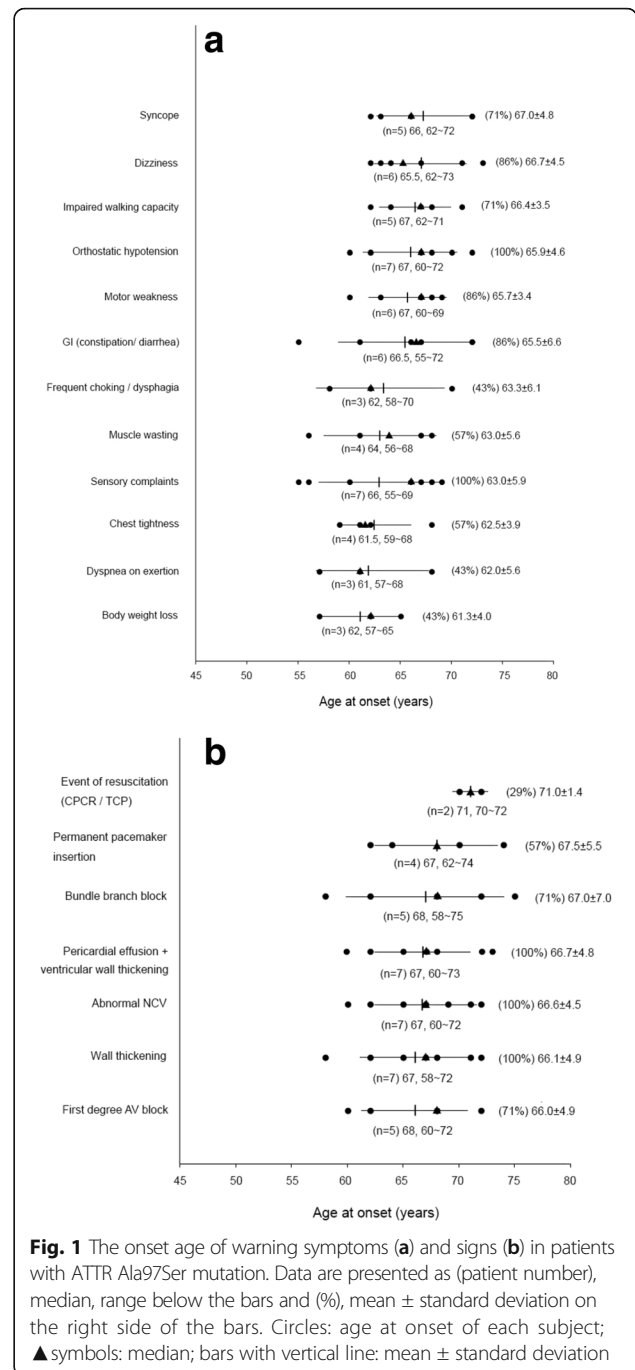 a
Syncope
(71%) 67.0±4.8
(n=5) 66, 62~72
Dizziness
(86%) 66.7±4.5
(n=6) 65.5, 62~73
Impaired walking capacity
(71%) 66.4±3.5
(n=5) 67, 62~71
Orthostatic hypotension
(100%) 65.9±4.6
(n=7) 67, 60~72
Motor weakness
(86%) 65.7±3.4
(n=6) 67, 60~69
GI (constipation/ diarrhea)
(86%) 65.5±6.6
(n=6) 66.5, 55~72
Frequent choking / dysphagia
(43%) 63.3±6.1
(n=3) 62, 58~70
Muscle wasting
(57%) 63.0±5.6
(n=4) 64, 56~68
Sensory complaints
(100%) 63.0±5.9
(n=7) 66, 55~69
Chest tightness
(57%) 62.5±3.9
(n=4) 61.5, 59~68
Dyspnea on exertion
(43%) 62.0±5.6
(n=3) 61, 57~68
Body weight loss
(43%) 61.3±4.0
(n=3) 62, 57~65
45 50 55 60 65 70 75 80
Age at onset (years)
b
Event of resuscitation
(CPCR / TCP)
(29%) 71.0±1.4
(n=2) 71, 70~72
Permanent pacemaker
insertion
(57%) 67.5±5.5
(n=4) 67, 62~74
Bundle branch block
(71%) 67.0±7.0
(n=5) 68, 58~75
Pericardial effusion +
ventricular wall thickening
(100%) 66.7±4.8
(n=7) 67, 60~73
Abnormal NCV
(100%) 66.6±4.5
(n=7) 67, 60~72
Wall thickening
(100%) 66.1±4.9
(n=7) 67, 58~72
First degree AV block
(71%) 66.0±4.9
(n=5) 68, 60~72
45 50 55 60 65 70 75 80
Age at onset (years)
Fig. 1 The onset age of warning symptoms (a) and signs (b) in patients
with ATTR Ala97Ser mutation. Data are presented as (patient number),
median, range below the bars and (%), mean ± standard deviation on
the right side of the bars. Circles: age at onset of each subject;
▲symbols: median; bars with vertical line: mean ± standard deviation